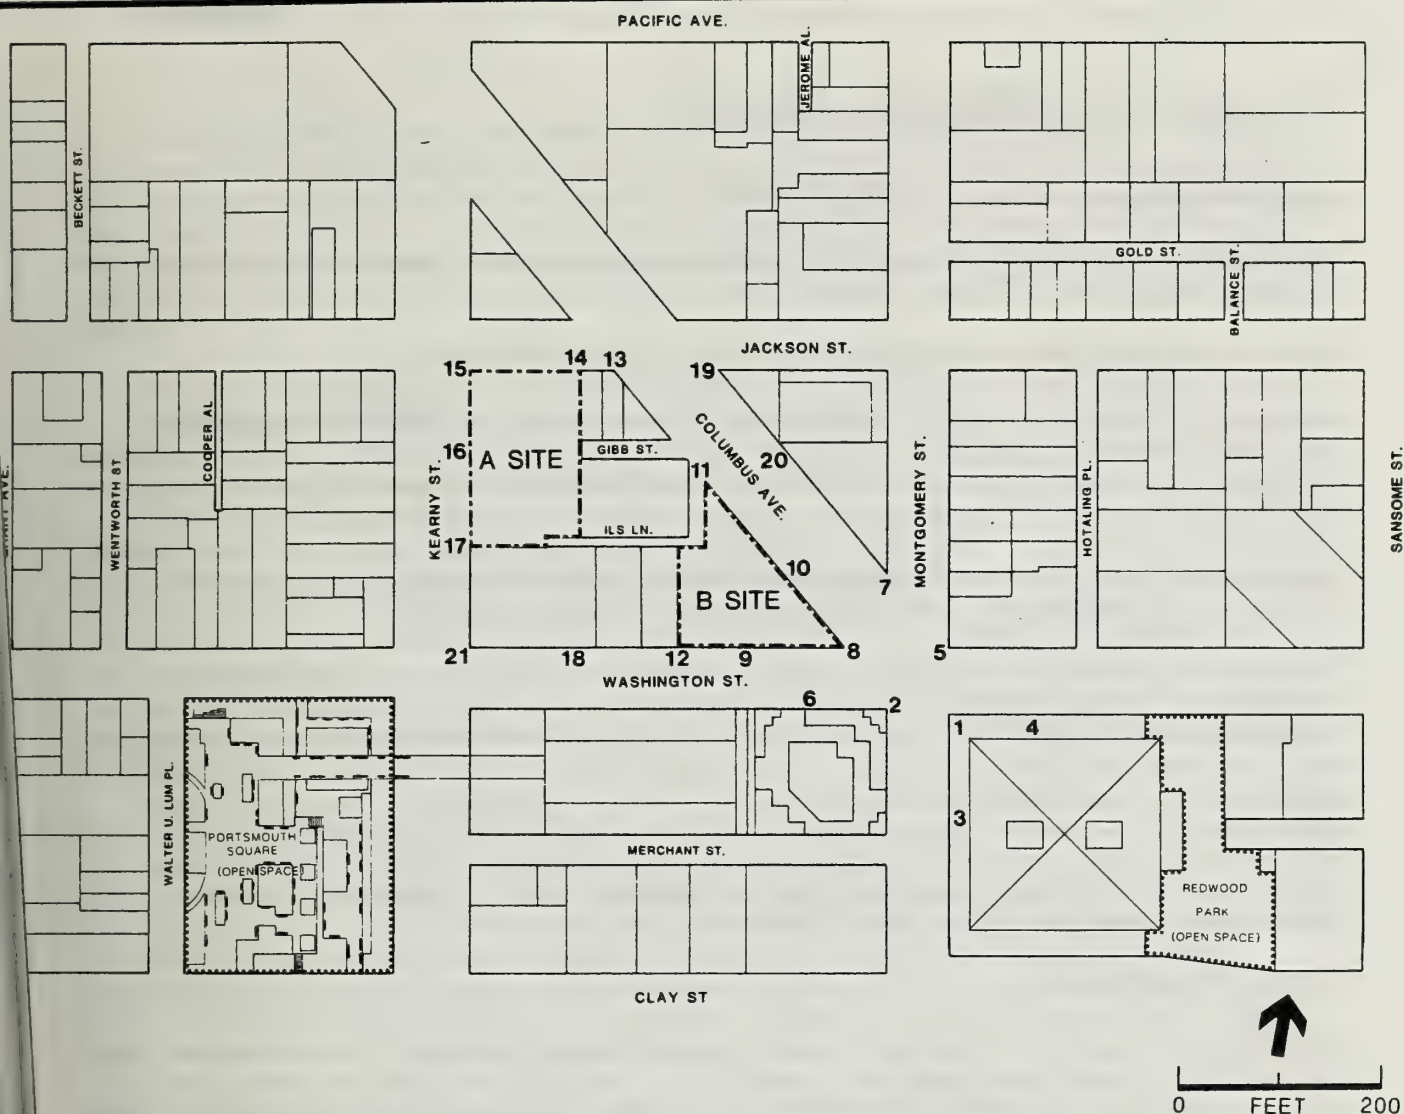 PACIFIC AVE.
JEROME AL.
BECKETT ST.
GOLD ST.
BALANCE ST.
JACKSON ST.
15
14
13
19
COOPER AL
COLUMBUS AVE.
GIBB ST.
16
A SITE
11
20
WENTWORTH ST
KEARNY ST.
MONTGOMERY ST.
HOTALING PL.
SANSOME ST.
ILS LN.
17
10
7
B SITE
21
18
12
9
8
5
WASHINGTON ST.
6
2
1
4
WALTER U. LUM PL.
3
PORTSMOUTH
SQUARE
(OPEN SPACE)
MERCHANT ST.
REDWOOD
PARK
(OPEN SPACE)
CLAY ST
0 FEET 200